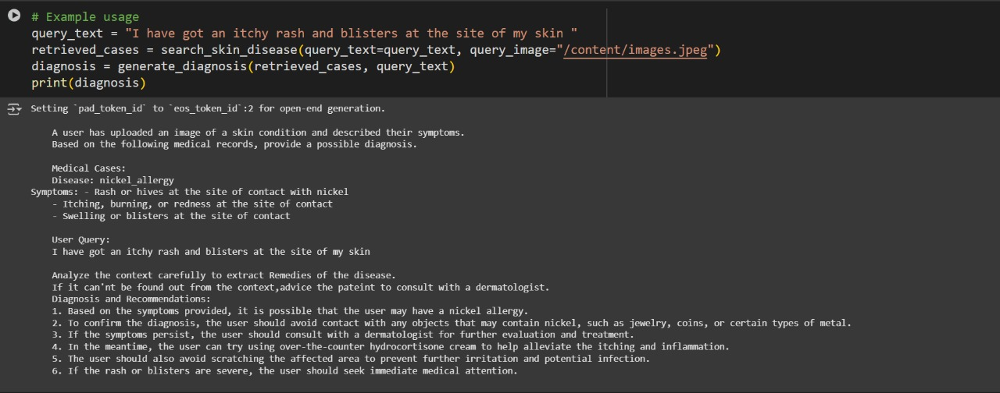 # Example usage
query_text = "I have got an itchy rash and blisters at the site of my skin "
retrieved_cases = search_skin_disease(query_text=query_text, query_image="/content/images.jpeg")
diagnosis = generate_diagnosis(retrieved_cases, query_text)
print(diagnosis)
Setting `pad_token_id` to `eos_token_id`:2 for open-end generation.
A user has uploaded an image of a skin condition and described their symptoms.
Based on the following medical records, provide a possible diagnosis.
Medical Cases:
Disease: nickel_allergy
Symptoms: - Rash or hives at the site of contact with nickel
- Itching, burning, or redness at the site of contact
- Swelling or blisters at the site of contact
User Query:
I have got an itchy rash and blisters at the site of my skin
Analyze the context carefully to extract Remedies of the disease.
If it can'nt be found out from the context,advice the pateint to consult with a dermatologist.
Diagnosis and Recommendations:
1. Based on the symptoms provided, it is possible that the user may have a nickel allergy.
2. To confirm the diagnosis, the user should avoid contact with any objects that may contain nickel, such as jewelry, coins, or certain types of metal.
3. If the symptoms persist, the user should consult with a dermatologist for further evaluation and treatment.
4. In the meantime, the user can try using over-the-counter hydrocortisone cream to help alleviate the itching and inflammation.
5. The user should also avoid scratching the affected area to prevent further irritation and potential infection.
6. If the rash or blisters are severe, the user should seek immediate medical attention.